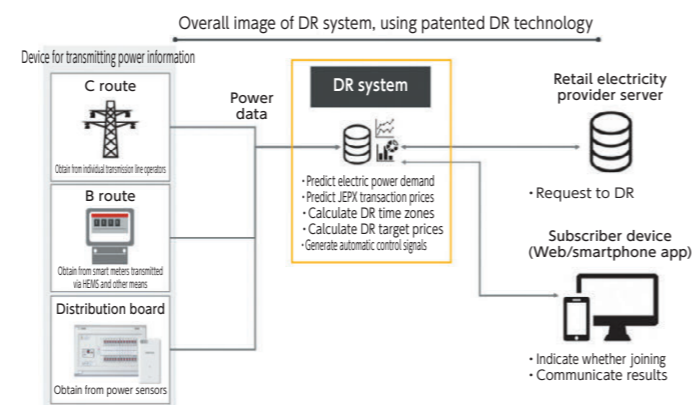 Overall image of DR system, using patented DR technology
Device for transmitting power information
C route
Obtain from individual transmission line operators
B route
Obtain from smart meters transmitted
via HEMS and other means
Distribution board
Obtain from power sensors
Power
data
DR system
・Predict electric power demand
・Predict JEPX transaction prices
・Calculate DR time zones
・Calculate DR target prices
・Generate automatic control signals
Retail electricity
provider server
・Request to DR
Subscriber device
(Web/smartphone app)
・Indicate whether joining
・Communicate results